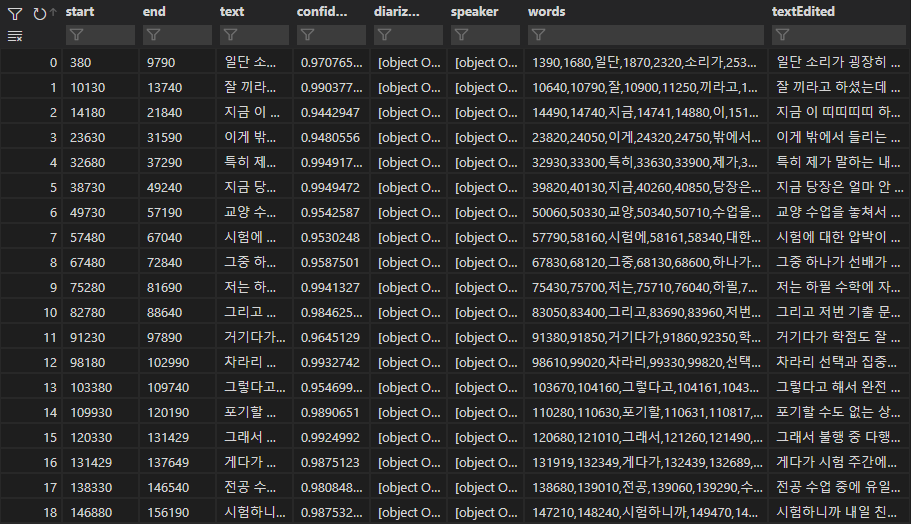 start end text confid... diariz... speaker words textEdited
0 380 9790 일단 소... 0.970765... [object O... [object O... 1390,1680,일단,1870,2320,소리가,253... 일단 소리가 굉장히 ...
1 10130 13740 잘 끼라... 0.990377... [object O... [object O... 10640,10790,잘,10900,11250,끼라고,1... 잘 끼라고 하셨는데 ...
2 14180 21840 지금 이 ... 0.9442947 [object O... [object O... 14490,14740,지금,14741,14880,이,151... 지금 이 띠띠띠띠 하...
3 23630 31590 이게 밖... 0.9480556 [object O... [object O... 23820,24050,이게,24320,24750,밖에서... 이게 밖에서 들리는 ...
4 32680 37290 특히 제... 0.994917... [object O... [object O... 32930,33300,특히,33630,33900,제가,3... 특히 제가 말하는 내...
5 38730 49240 지금 당... 0.9949472 [object O... [object O... 39820,40130,지금,40260,40850,당장은... 지금 당장은 얼마 안 ...
6 49730 57190 교양 수... 0.9542587 [object O... [object O... 50060,50330,교양,50340,50710,수업을... 교양 수업을 놓쳐서 ...
7 57480 67040 시험에 ... 0.9530248 [object O... [object O... 57790,58160,시험에,58161,58340,대한... 시험에 대한 압박이 ...
8 67480 72840 그중 하... 0.9587501 [object O... [object O... 67830,68120,그중,68130,68600,하나가... 그중 하나가 선배가 ...
9 75280 81690 저는 하... 0.9941327 [object O... [object O... 75430,75700,저는,75710,76040,하필,7... 저는 하필 수학에 자...
10 82780 88640 그리고 ... 0.984625... [object O... [object O... 83050,83400,그리고,83690,83960,저번... 그리고 저번 기출 문...
11 91230 97890 거기다가... 0.9645129 [object O... [object O... 91380,91850,거기다가,91860,92350,학... 거기다가 학점도 잘 ...
12 98180 102990 차라리 ... 0.9932742 [object O... [object O... 98610,99020,차라리,99330,99820,선택... 차라리 선택과 집중...
13 103380 109740 그렇다고... 0.954699... [object O... [object O... 103670,104160,그렇다고,104161,1043... 그렇다고 해서 완전 ...
14 109930 120190 포기할 ... 0.9890651 [object O... [object O... 110280,110630,포기할,110631,110817,... 포기할 수도 없는 상...
15 120330 131429 그래서 ... 0.9924992 [object O... [object O... 120680,121010,그래서,121260,121490,... 그래서 불행 중 다행...
16 131429 137649 게다가 ... 0.9875123 [object O... [object O... 131919,132349,게다가,132439,132689,... 게다가 시험 주간에...
17 138330 146540 전공 수... 0.980848... [object O... [object O... 138680,139010,전공,139060,139290,수... 전공 수업 중에 유일...
18 146880 156190 시험하니... 0.987532... [object O... [object O... 147210,148240,시험하니까,149470,14... 시험하니까 내일 친...